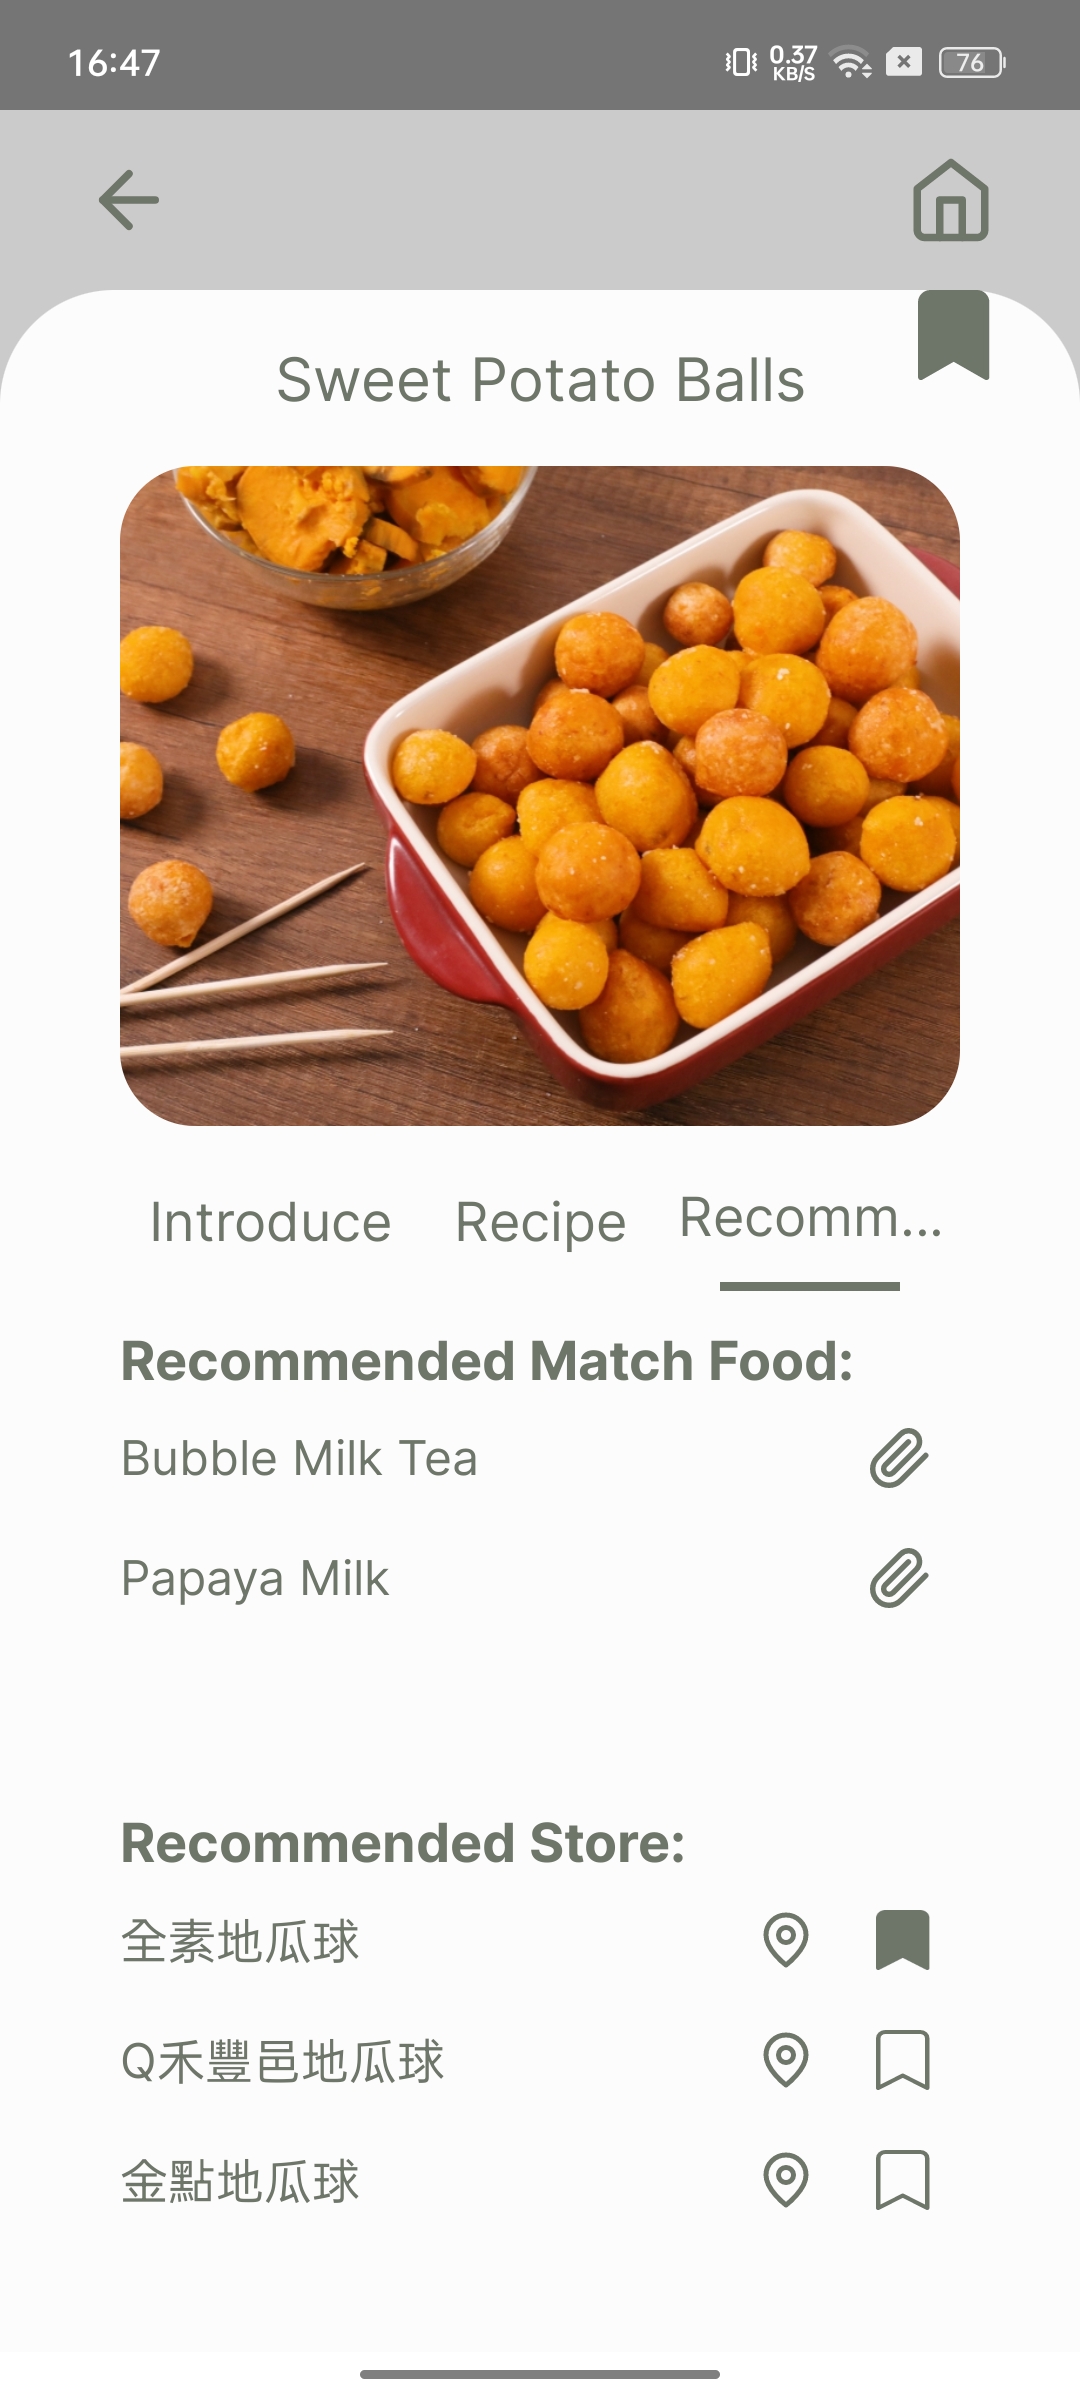 16:47
0.37
KB/S
76
Sweet Potato Balls
Introduce
Recipe
Recomm...
Recommended Match Food:
Bubble Milk Tea
Papaya Milk
Recommended Store:
全素地瓜球
Q禾豐邑地瓜球
金點地瓜球